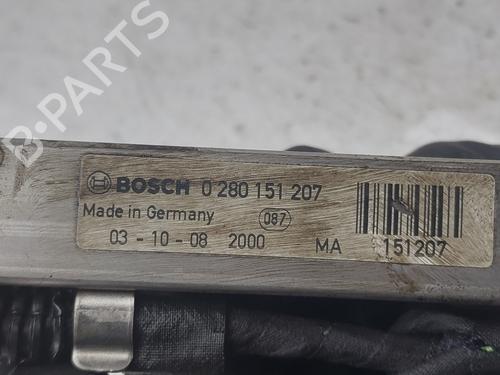 B-PARTS
BOSCH 0 280 151 207
Made in Germany 087
03 - 10 - 08 2000 MA 151207